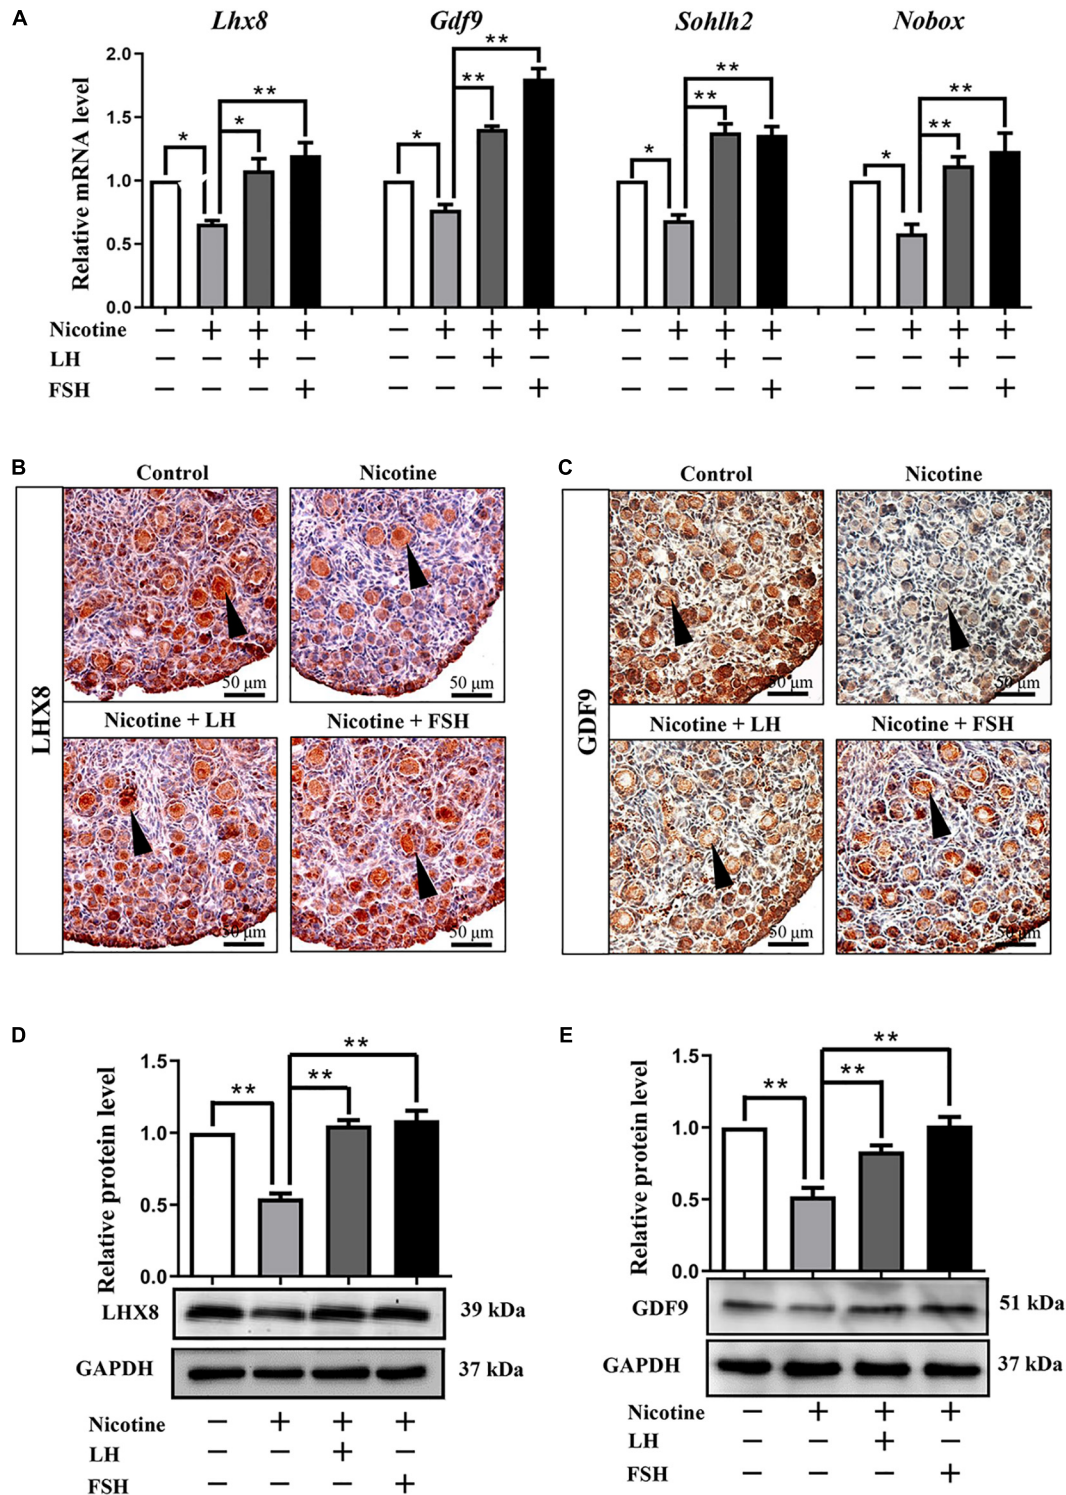 A
Lhx8 Gdf9 Sohlh2 Nobox
Relative mRNA level
2.0
1.5
1.0
0.5
0.0
* * **
* ** **
* ** **
* ** **
Nicotine − + + + − + + + − + + + − + + +
LH − − + − − − + − − − + − − − + −
FSH − − − + − − − + − − − + − − − +
B
LHX8
Control Nicotine
50 μm 50 μm
Nicotine + LH Nicotine + FSH
50 μm 50 μm
C
GDF9
Control Nicotine
50 μm 50 μm
Nicotine + LH Nicotine + FSH
50 μm 50 μm
D
Relative protein level
1.5
1.0
0.5
0.0
** ** **
LHX8 39 kDa
GAPDH 37 kDa
Nicotine − + + +
LH − − + −
FSH − − − +
E
Relative protein level
1.5
1.0
0.5
0.0
** ** **
GDF9 51 kDa
GAPDH 37 kDa
Nicotine − + + +
LH − − + −
FSH − − − +